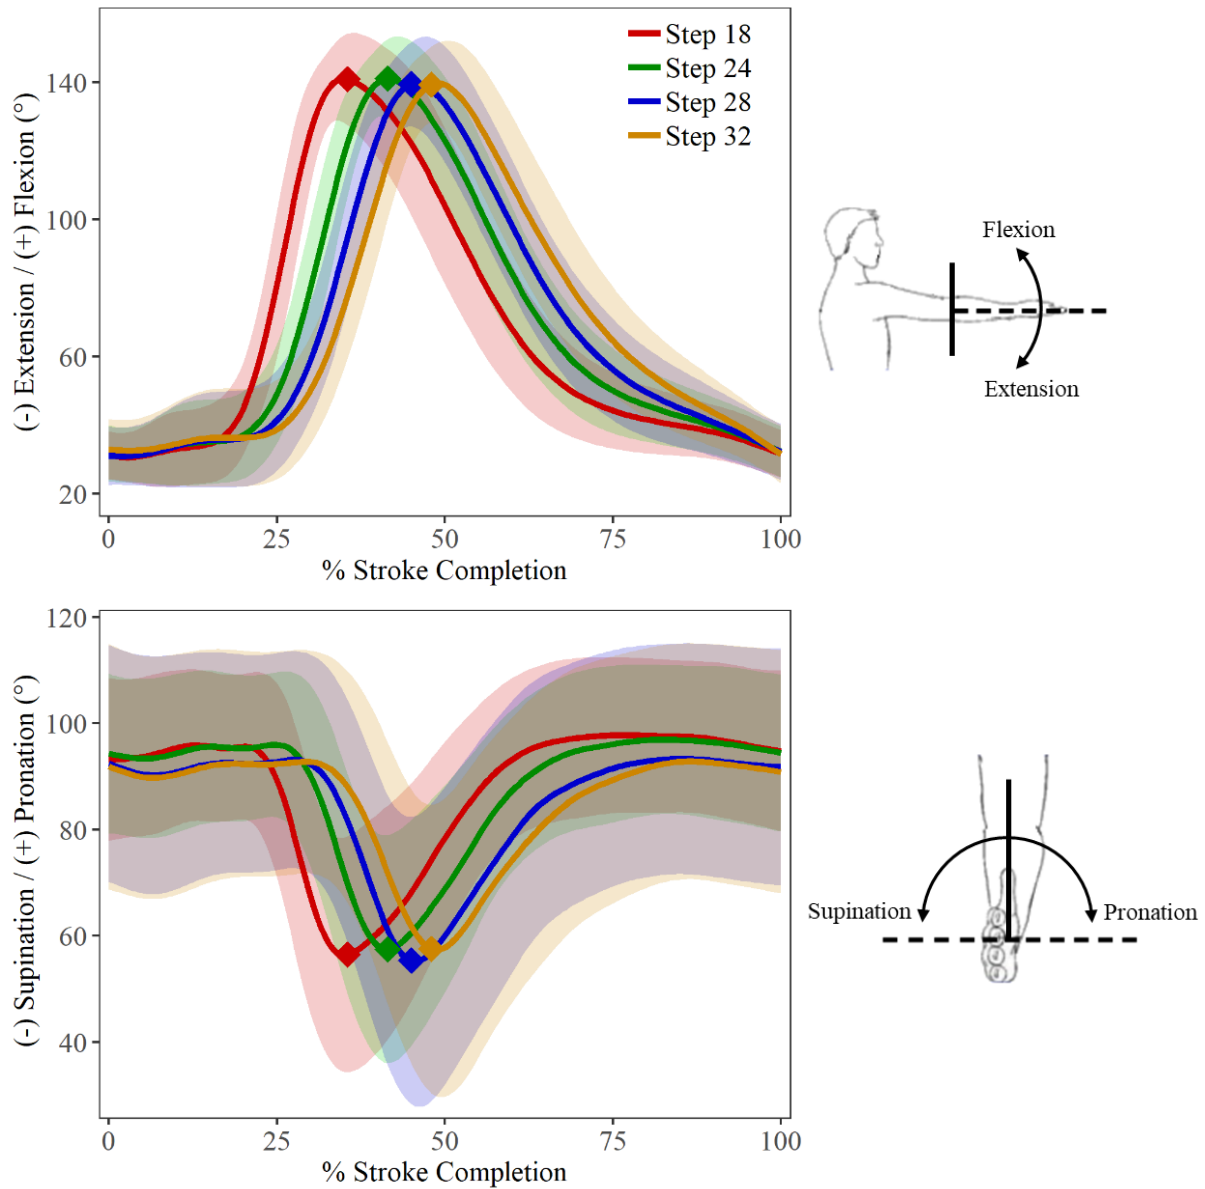 (-) Extension / (+) Flexion (°)
140
100
60
20
Step 18
Step 24
Step 28
Step 32
0 25 50 75 100
% Stroke Completion
Flexion
Extension
(-) Supination / (+) Pronation (°)
120
100
80
60
40
0 25 50 75 100
% Stroke Completion
Supination
Pronation